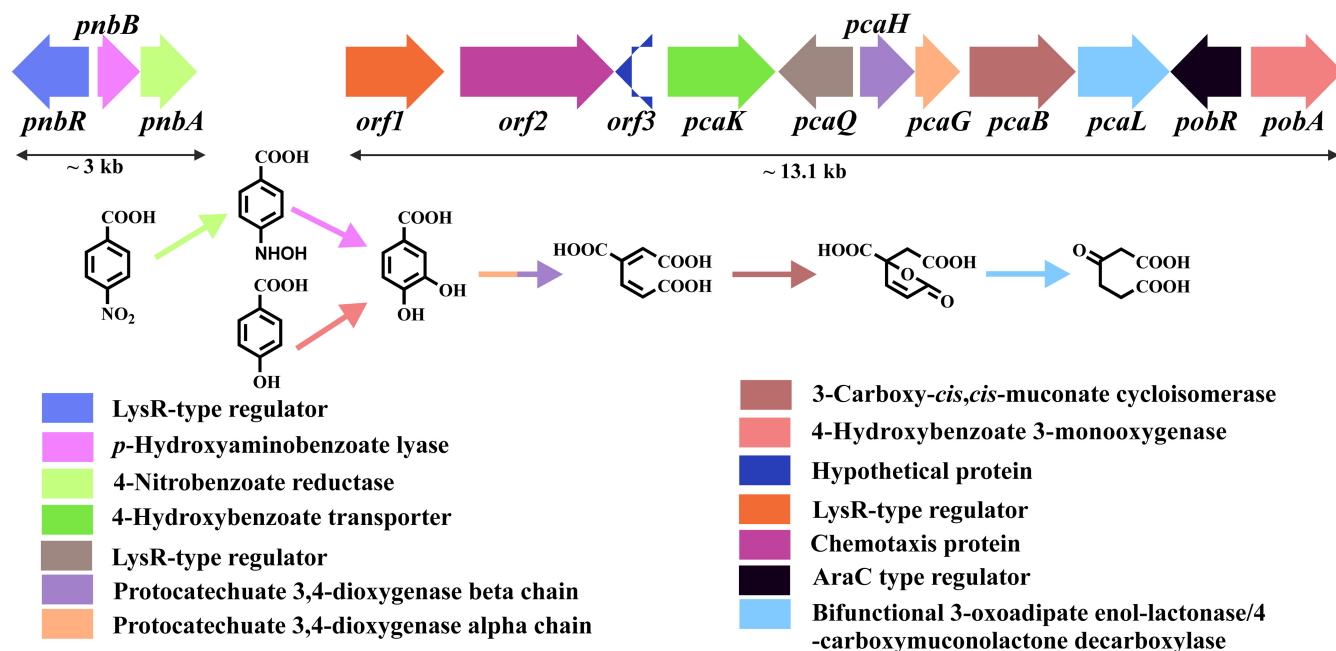 pnbB
pcaH
pnbR
pnbA
orf1
orf2
orf3
pcaK
pcaQ
pcaG
pcaB
pcaL
pobR
pobA
~ 3 kb
~ 13.1 kb
COOH
NO2
COOH
NHOH
COOH
OH
COOH
OH
OH
HOOC
COOH
COOH
HOOC
COOH
O
O
O
COOH
COOH
LysR-type regulator
p-Hydroxyaminobenzoate lyase
4-Nitrobenzoate reductase
4-Hydroxybenzoate transporter
LysR-type regulator
Protocatechuate 3,4-dioxygenase beta chain
Protocatechuate 3,4-dioxygenase alpha chain
3-Carboxy-cis,cis-muconate cycloisomerase
4-Hydroxybenzoate 3-monooxygenase
Hypothetical protein
LysR-type regulator
Chemotaxis protein
AraC type regulator
Bifunctional 3-oxoadipate enol-lactonase/4
-carboxymuconolactone decarboxylase